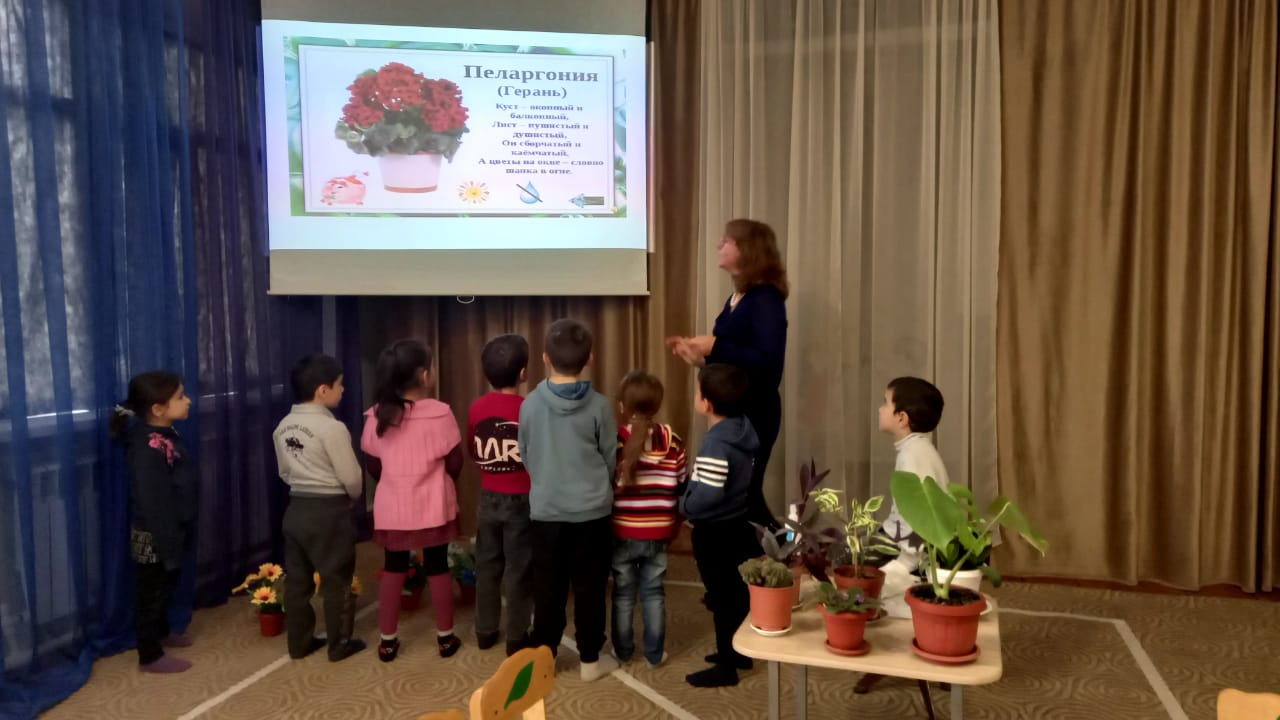 Пеларгония
(Герань)
Куст – оконный и
балконный,
Лист – пушистый и
душистый,
Он сборчатый и
каёмчатый,
А цветы на окне – словно
шапка в огне.